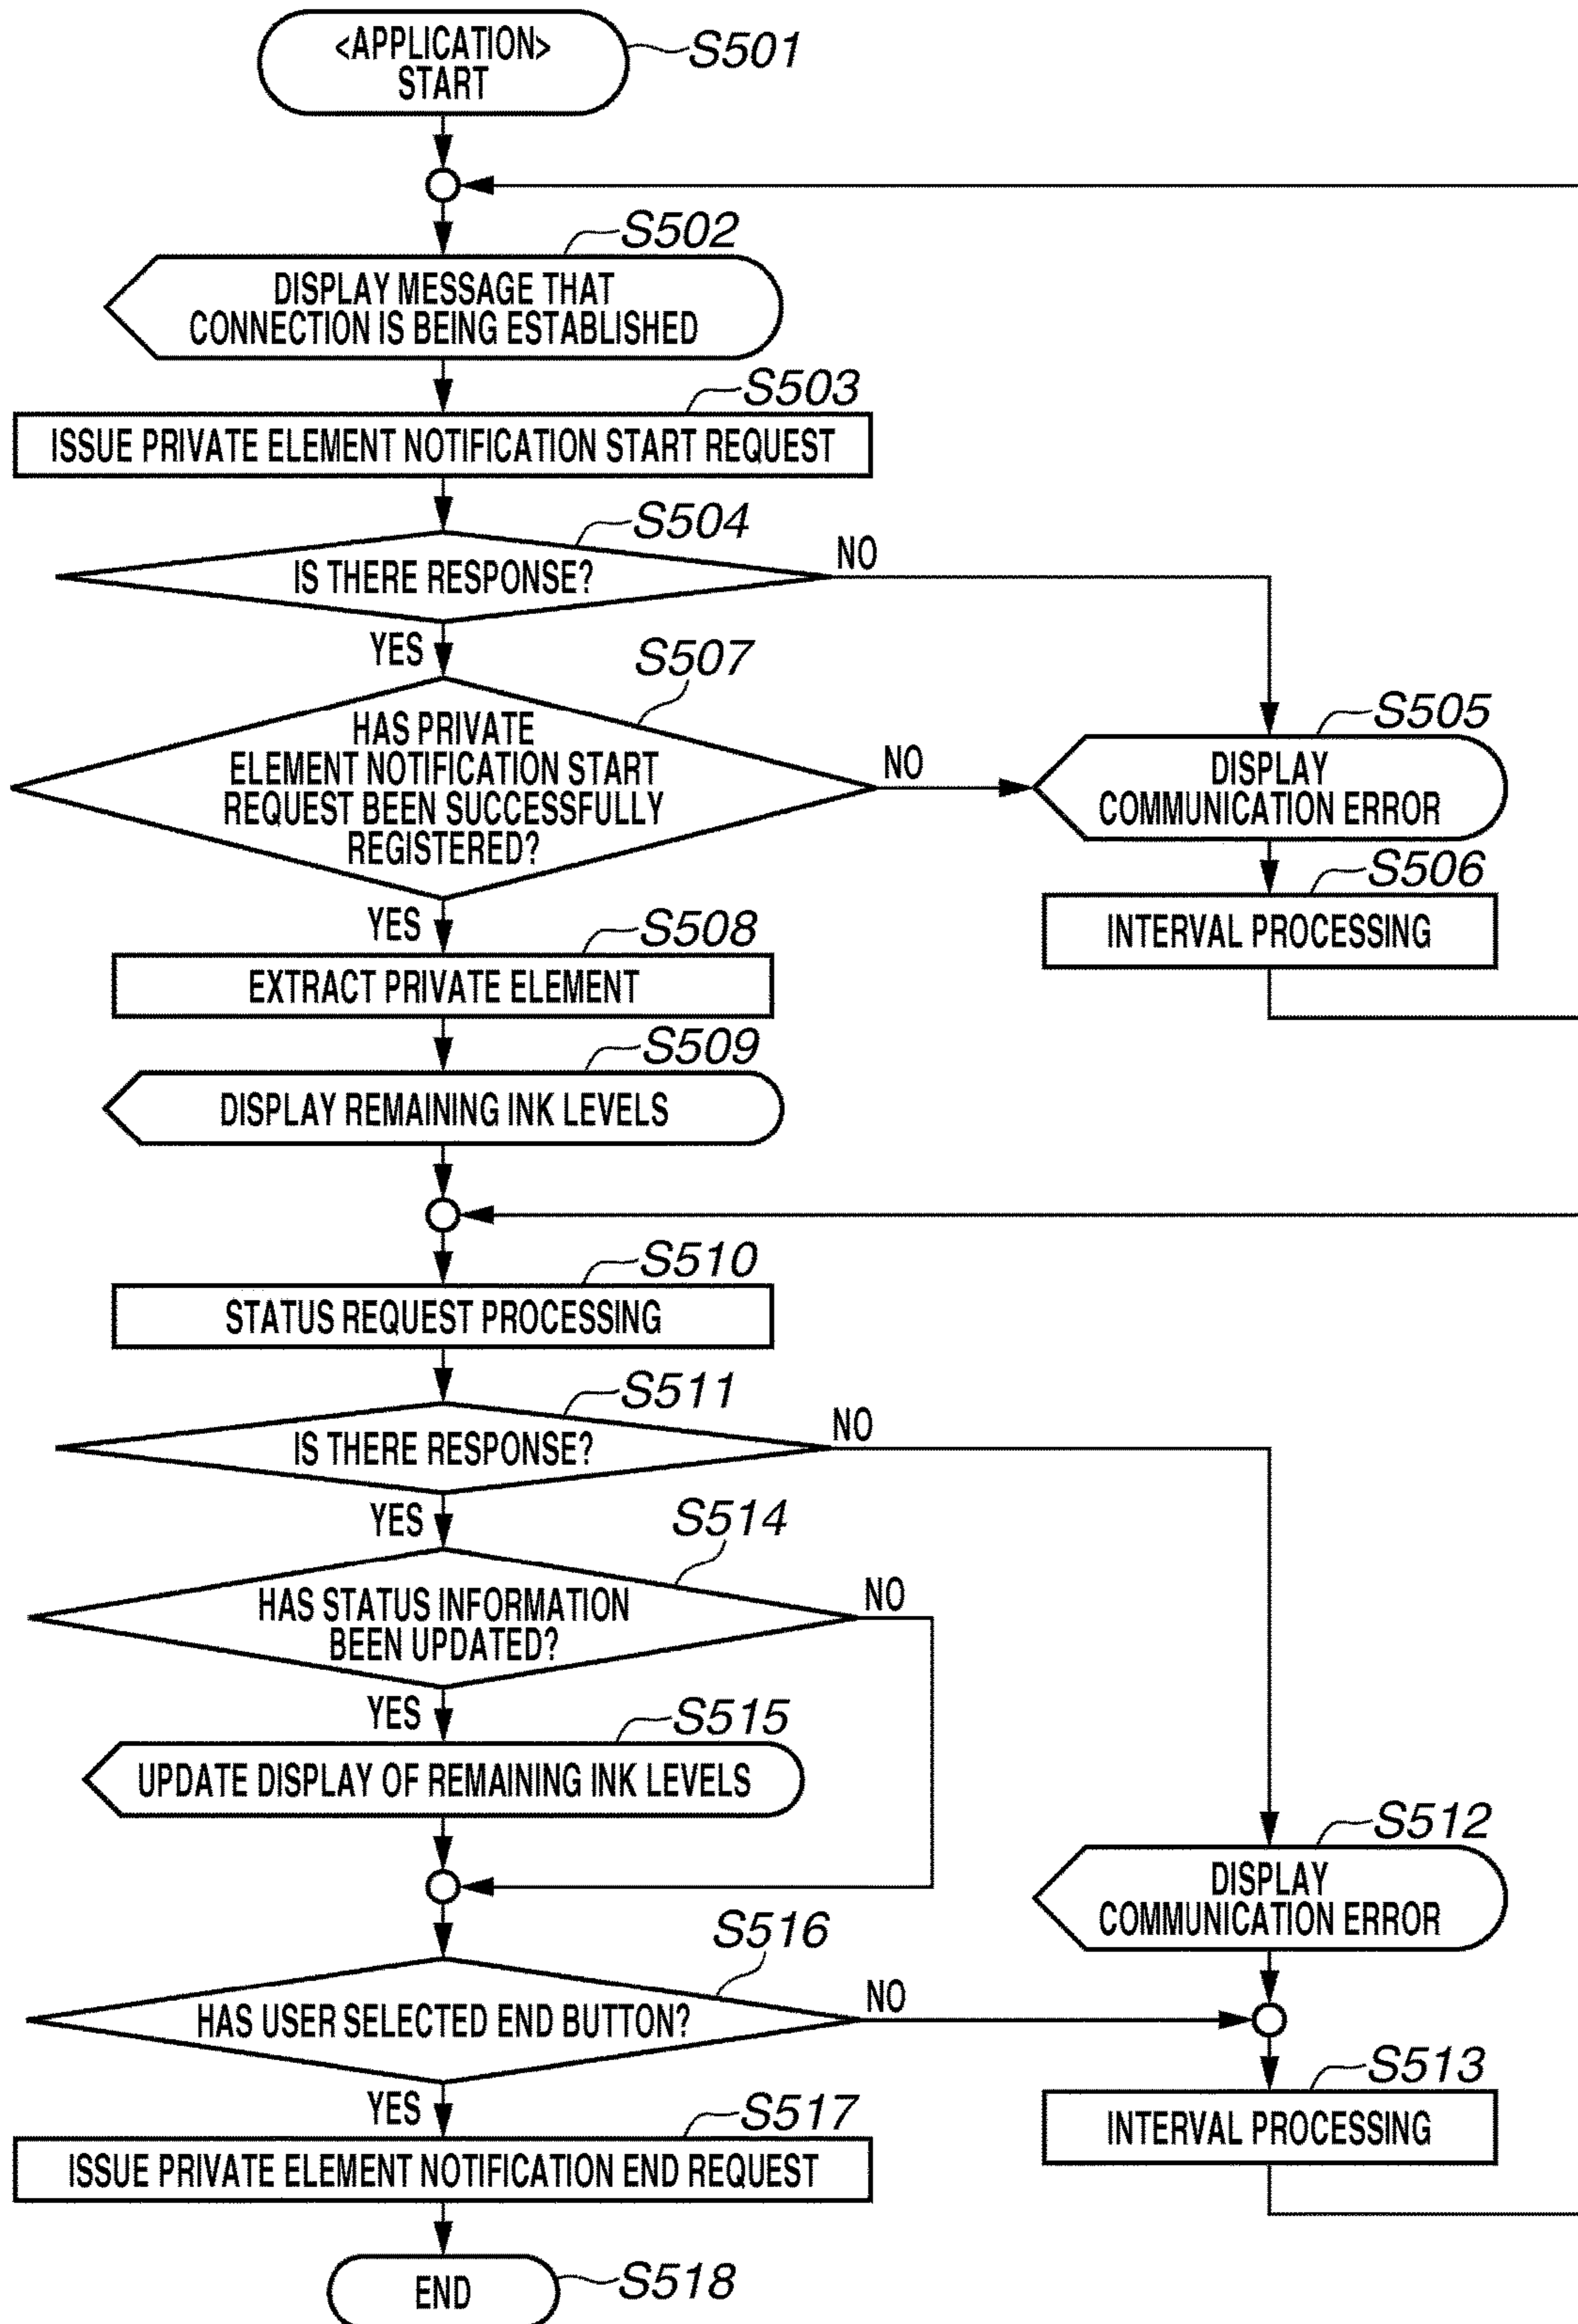 <APPLICATION>
START
S501
S502
DISPLAY MESSAGE THAT
CONNECTION IS BEING ESTABLISHED
S503
ISSUE PRIVATE ELEMENT NOTIFICATION START REQUEST
S504
IS THERE RESPONSE?
NO
YES
S507
HAS PRIVATE
ELEMENT NOTIFICATION START
REQUEST BEEN SUCCESSFULLY
REGISTERED?
NO
S505
DISPLAY
COMMUNICATION ERROR
S506
INTERVAL PROCESSING
YES
S508
EXTRACT PRIVATE ELEMENT
S509
DISPLAY REMAINING INK LEVELS
S510
STATUS REQUEST PROCESSING
S511
IS THERE RESPONSE?
NO
YES
S514
HAS STATUS INFORMATION
BEEN UPDATED?
NO
YES
S515
UPDATE DISPLAY OF REMAINING INK LEVELS
S512
DISPLAY
COMMUNICATION ERROR
S516
HAS USER SELECTED END BUTTON?
NO
S513
INTERVAL PROCESSING
YES
S517
ISSUE PRIVATE ELEMENT NOTIFICATION END REQUEST
END
S518